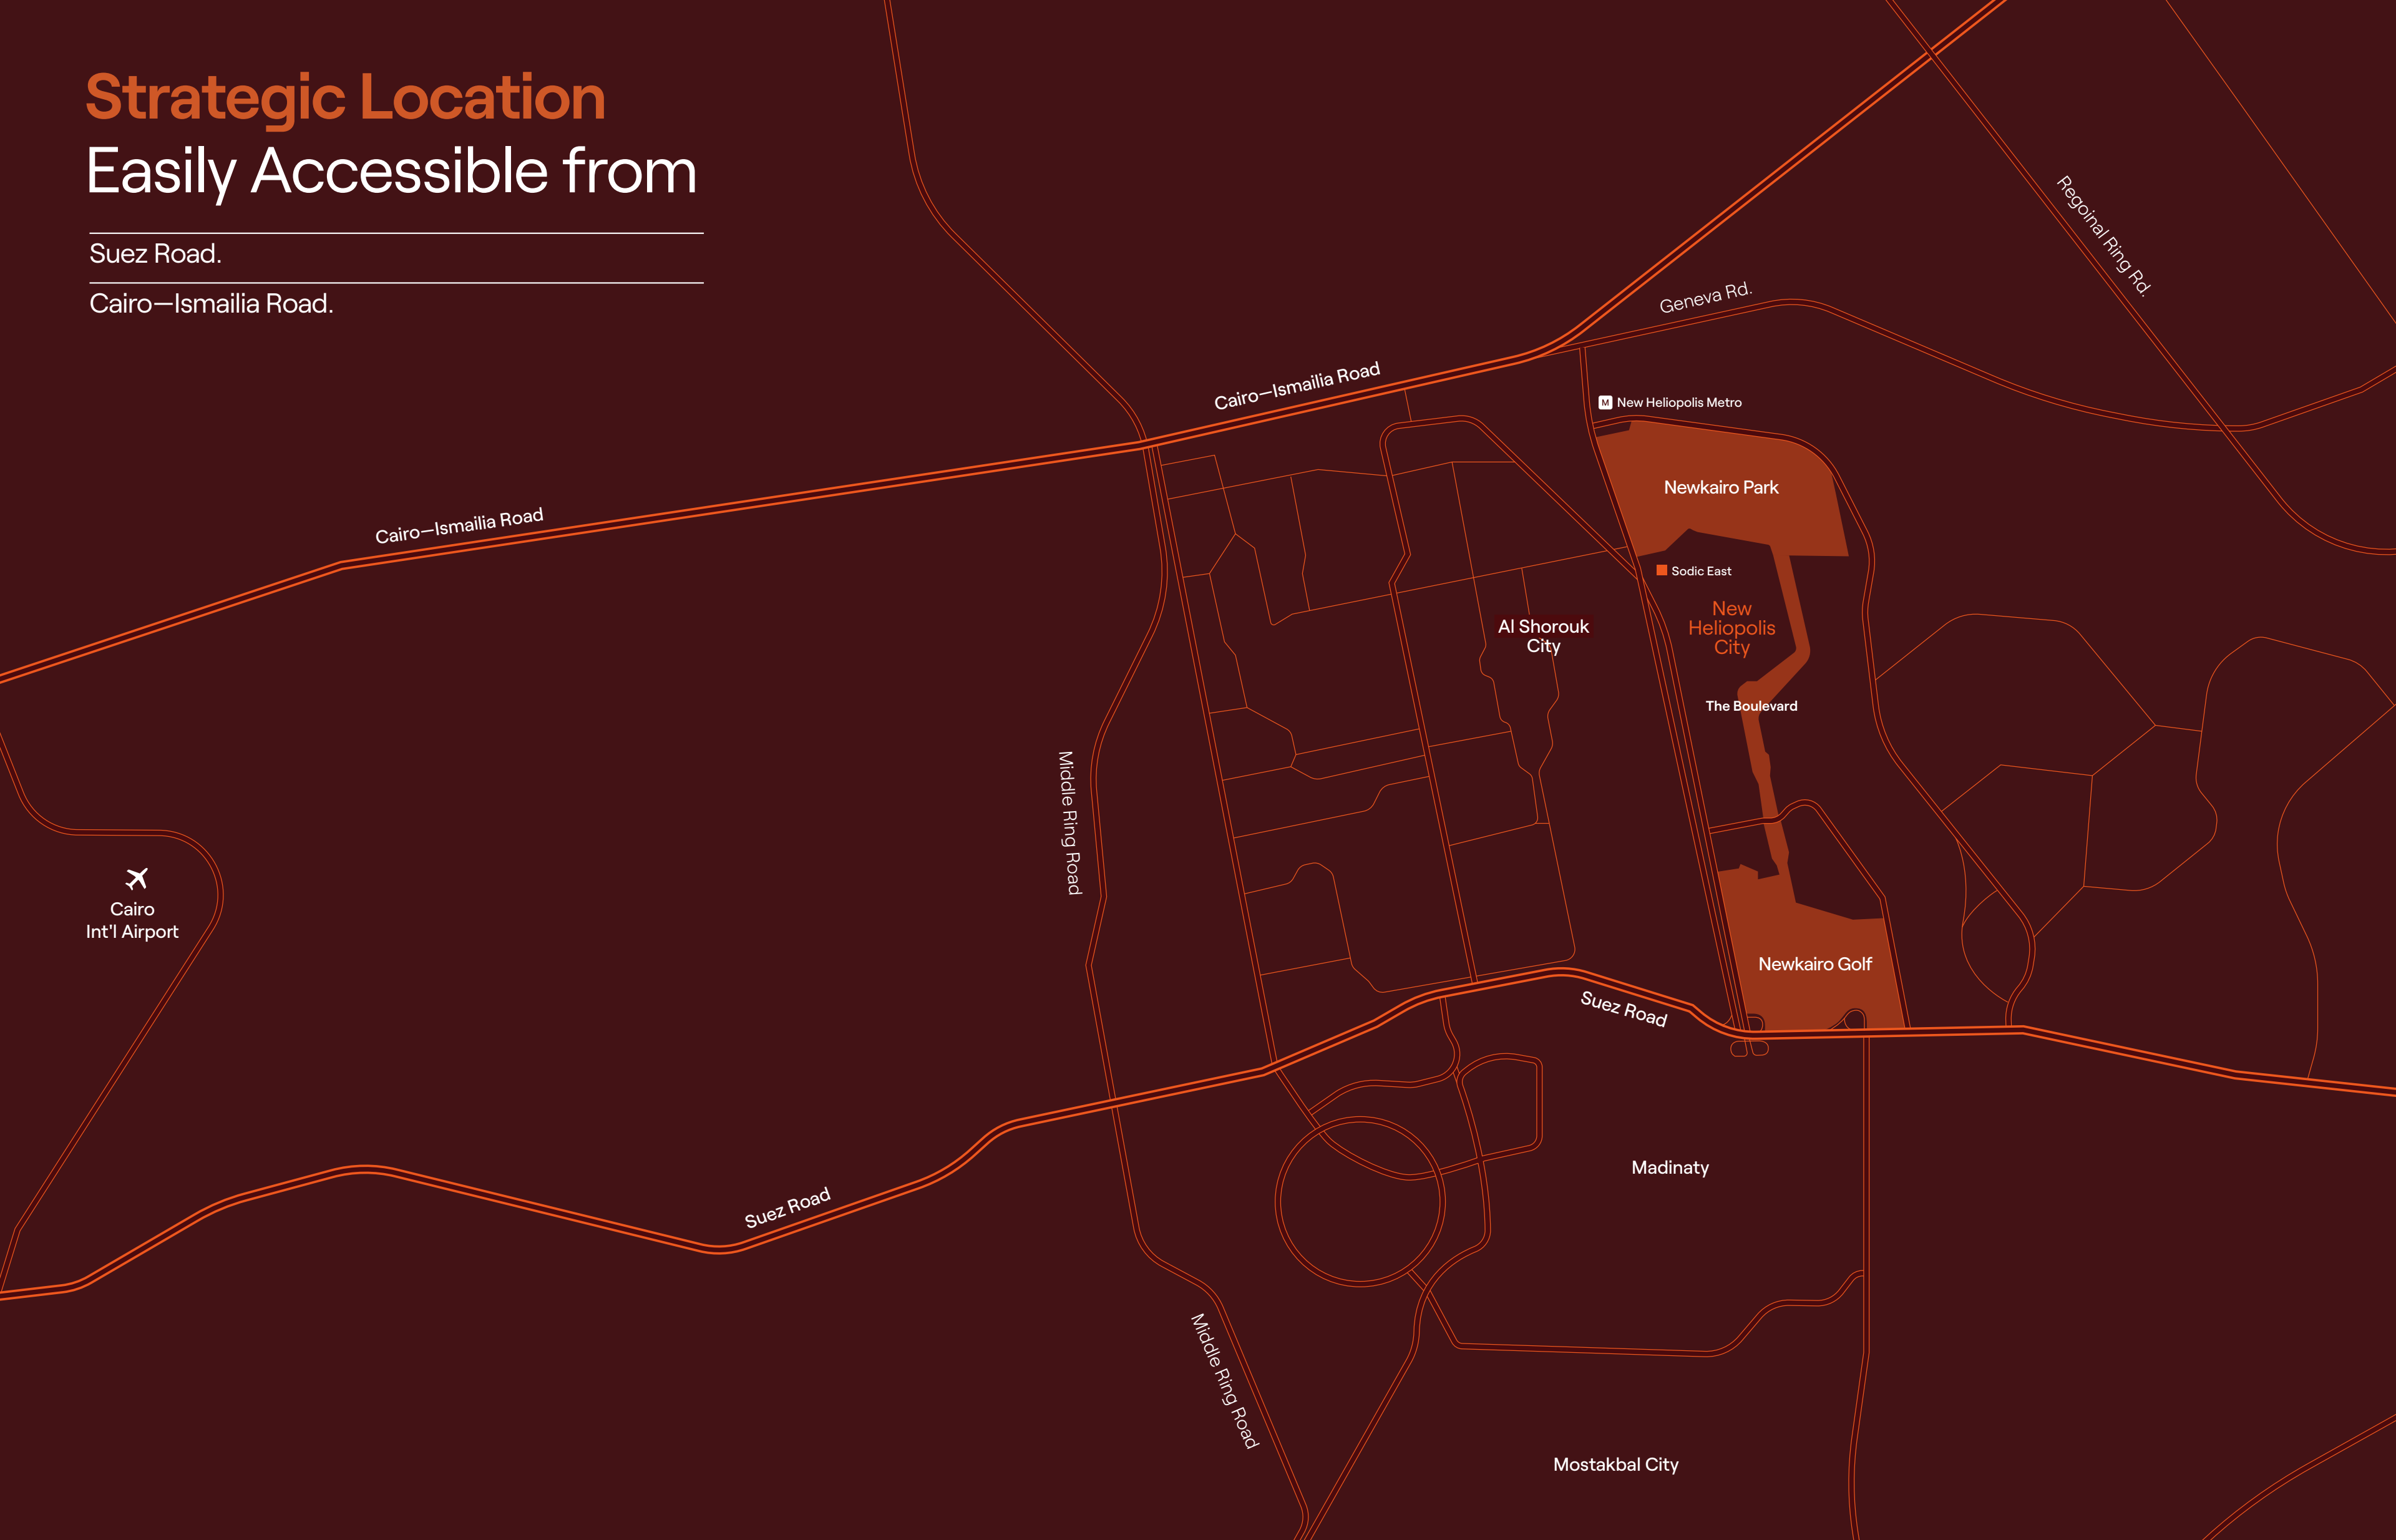 Strategic Location
Easily Accessible from
Suez Road.
Cairo—Ismailia Road.
Regoinal Ring Rd.
Geneva Rd.
Cairo—Ismailia Road
M New Heliopolis Metro
Newkairo Park
Cairo—Ismailia Road
Sodic East
New
Heliopolis
City
Al Shorouk
City
The Boulevard
Middle Ring Road
Cairo
Int'l Airport
Newkairo Golf
Suez Road
Madinaty
Suez Road
Middle Ring Road
Mostakbal City